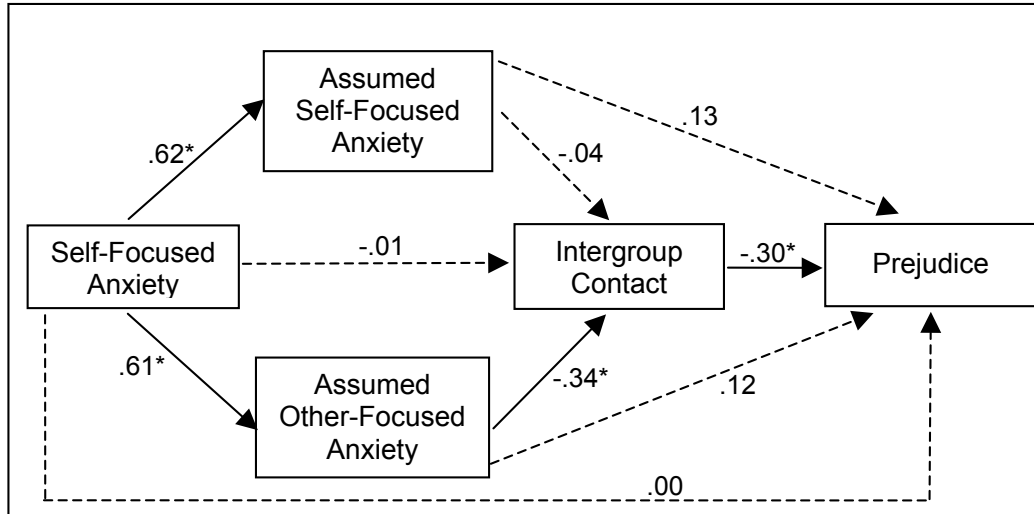 Assumed
Self-Focused
Anxiety
.13
-.04
.62*
Self-Focused
Anxiety
-.01
Intergroup
Contact
-.30*
Prejudice
.61*
Assumed
Other-Focused
Anxiety
-.34*
.12
.00